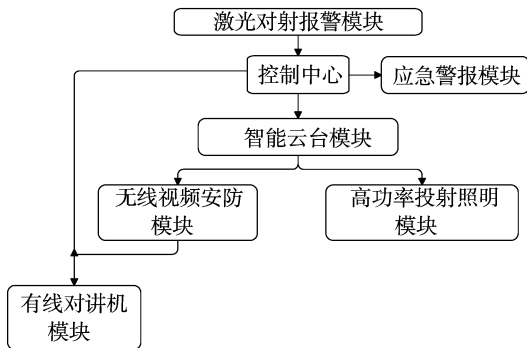 激光对射报警模块
控制中心
应急警报模块
智能云台模块
无线视频安防
模块
高功率投射照明
模块
有线对讲机
模块